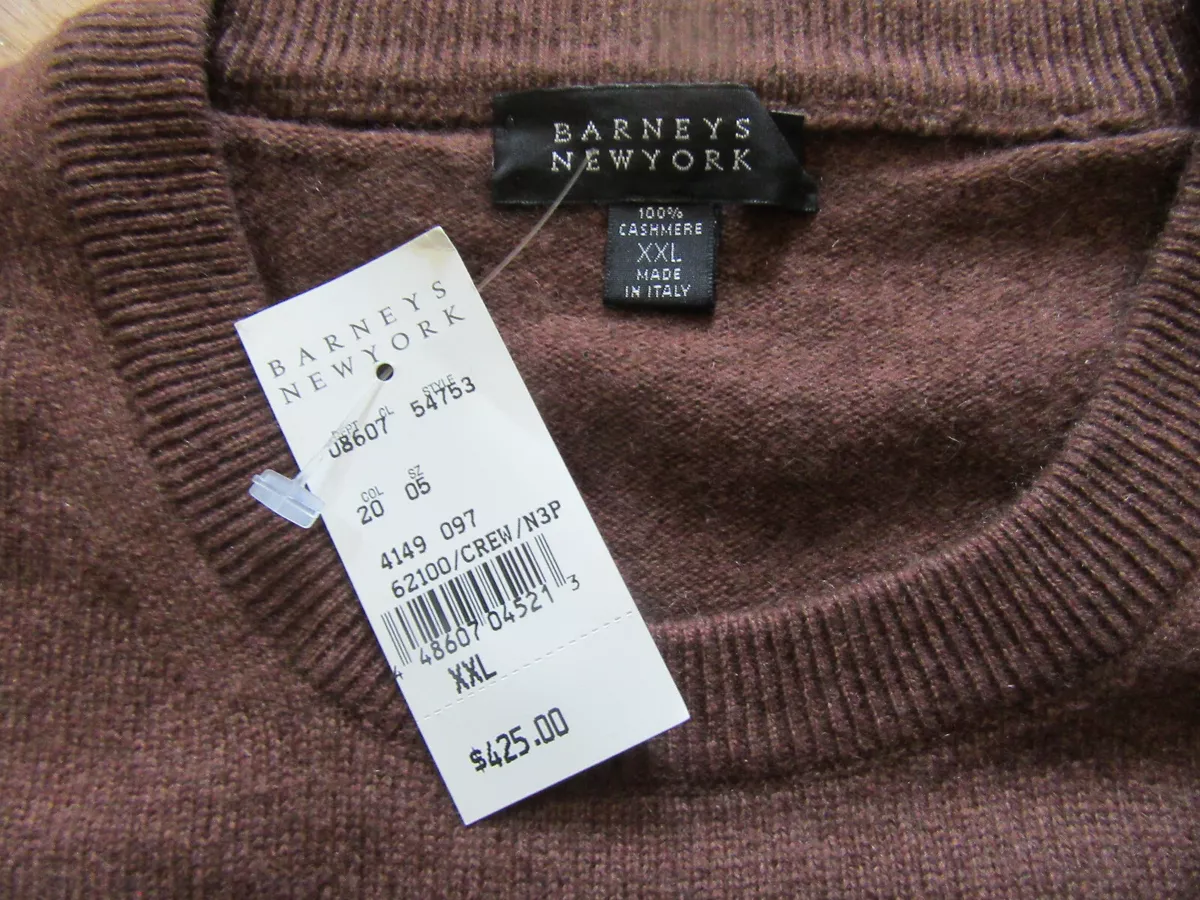 BARNEYS
NEWYORK
100%
CASHMERE
XXL
MADE
IN ITALY
BARNEYS
NEWYORK
DEPT CL STYLE
08607 54753
COL SZ
20 05
4149 097
62100/CREW/N3P
4 48607 04521 3
XXL
$425.00